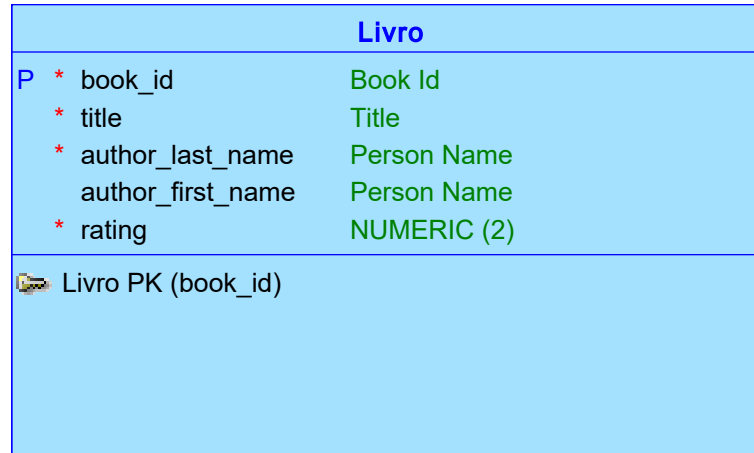 Livro
P * book_id Book Id
* title Title
* author_last_name Person Name
author_first_name Person Name
* rating NUMERIC (2)
Livro PK (book_id)